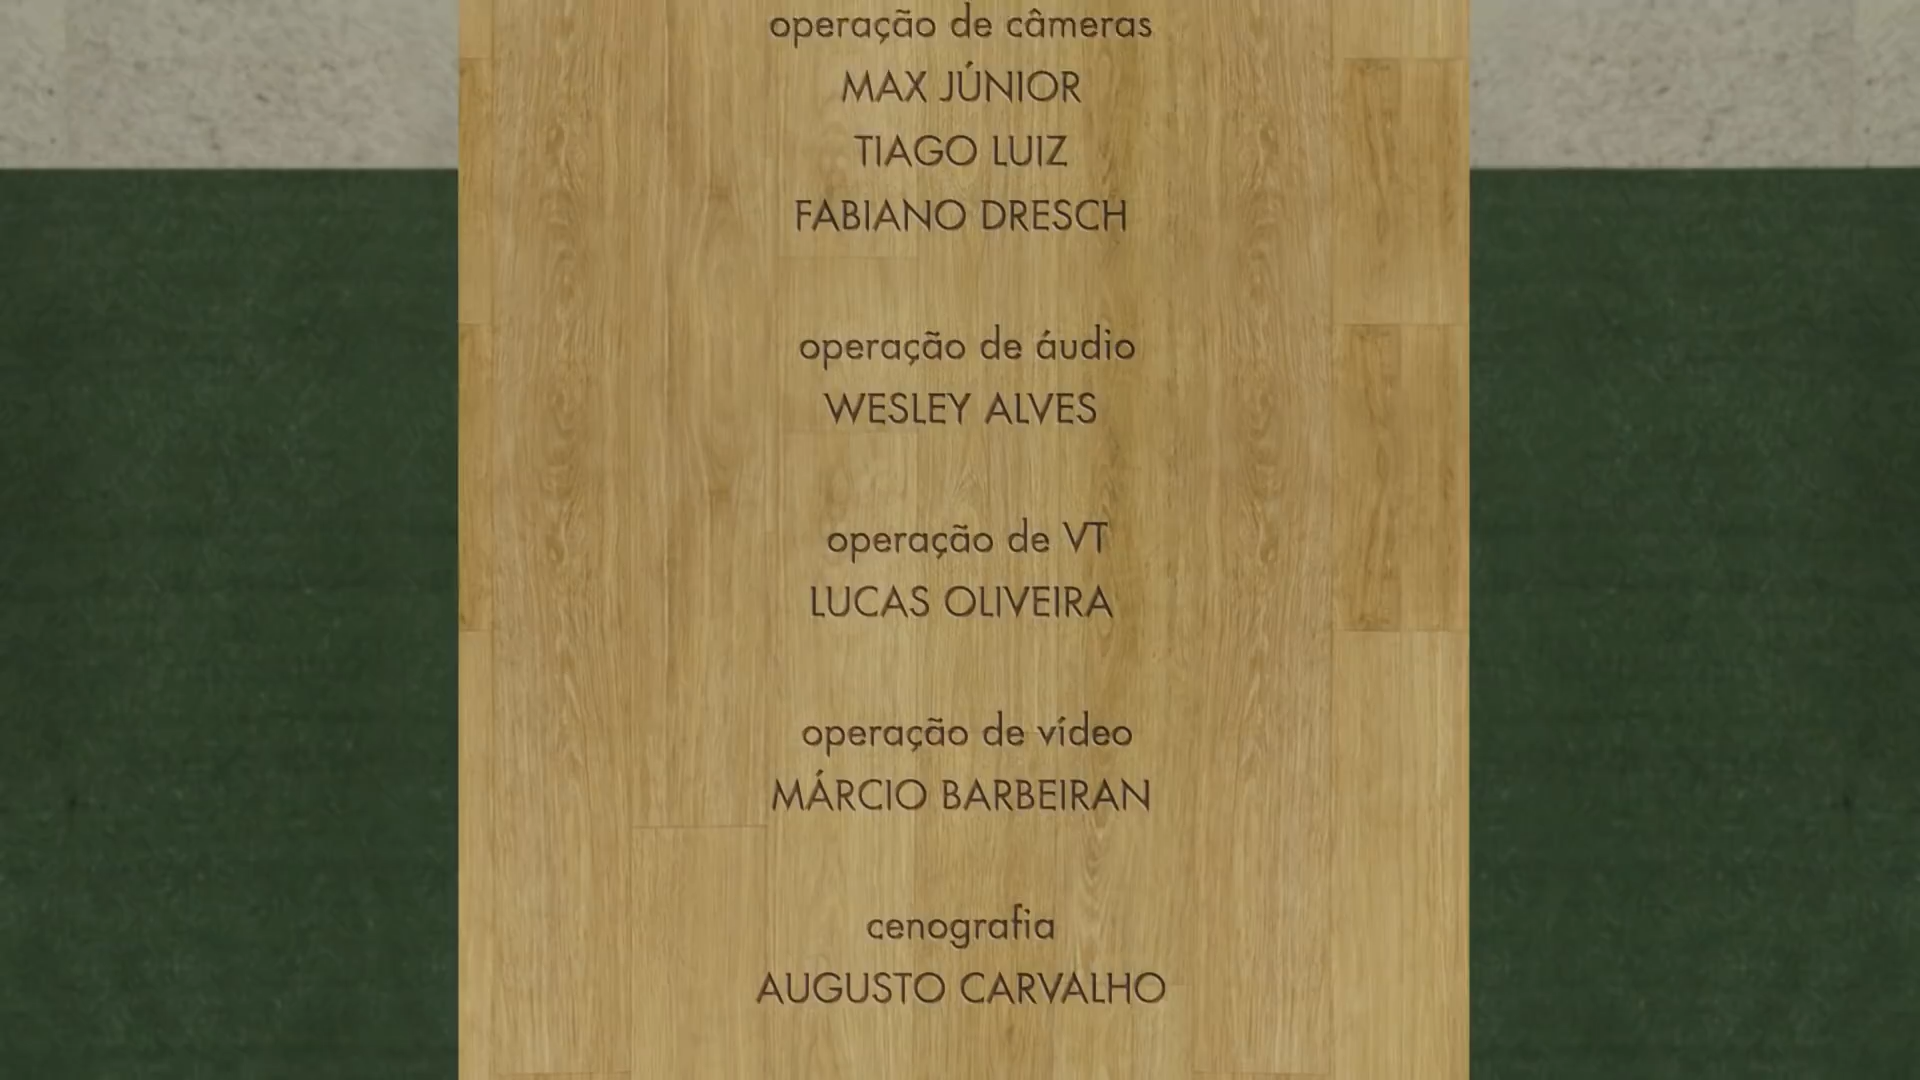 operação de câmeras
MAX JÚNIOR
TIAGO LUIZ
FABIANO DRESCH
operação de áudio
WESLEY ALVES
operação de VT
LUCAS OLIVEIRA
operação de vídeo
MÁRCIO BARBEIRAN
cenografia
AUGUSTO CARVALHO